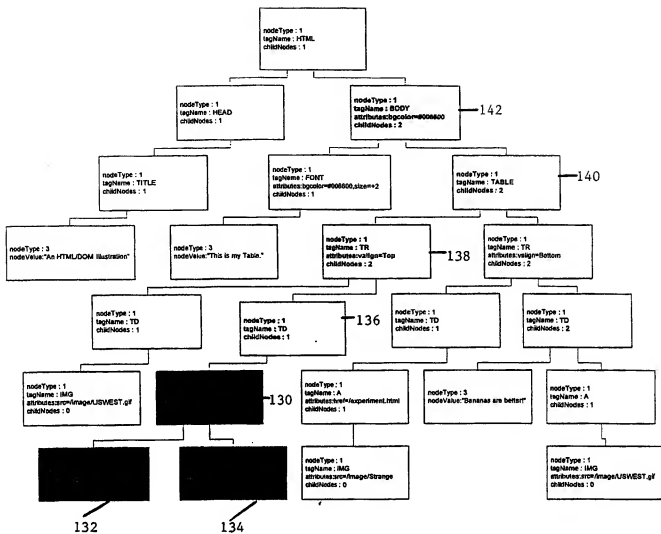 nodeType : 1
tagName : HTML
childNodes : 1
nodeType : 1
tagName : HEAD
childNodes : 1
nodeType : 1
tagName : BODY
attributes:bgcolor=#006600
childNodes : 2
142
nodeType : 1
tagName : TITLE
childNodes : 1
nodeType : 1
tagName : FONT
attributes:bgcolor=#006600,size=+2
childNodes : 1
nodeType : 1
tagName : TABLE
childNodes : 2
140
nodeType : 3
nodeValue:"An HTML/DOM Illustration"
nodeType : 3
nodeValue:"This is my Table."
nodeType : 1
tagName : TR
attributes:valign=Top
childNodes : 2
138
nodeType : 1
tagName : TR
attributes:valign=Bottom
childNodes : 2
nodeType : 1
tagName : TD
childNodes : 1
nodeType : 1
tagName : TD
childNodes : 1
136
nodeType : 1
tagName : TD
childNodes : 1
nodeType : 1
tagName : TD
childNodes : 2
nodeType : 1
tagName : IMG
attributes:src=/image/USWEST.gif
childNodes : 0
130
nodeType : 1
tagName : A
attributes:href=/experiment.html
childNodes : 1
nodeType : 3
nodeValue:"Bananas are better!"
nodeType : 1
tagName : A
childNodes : 1
132
134
nodeType : 1
tagName : IMG
attributes:src=/image/Strange
childNodes : 0
nodeType : 1
tagName : IMG
attributes:src=/image/USWEST.gif
childNodes : 0